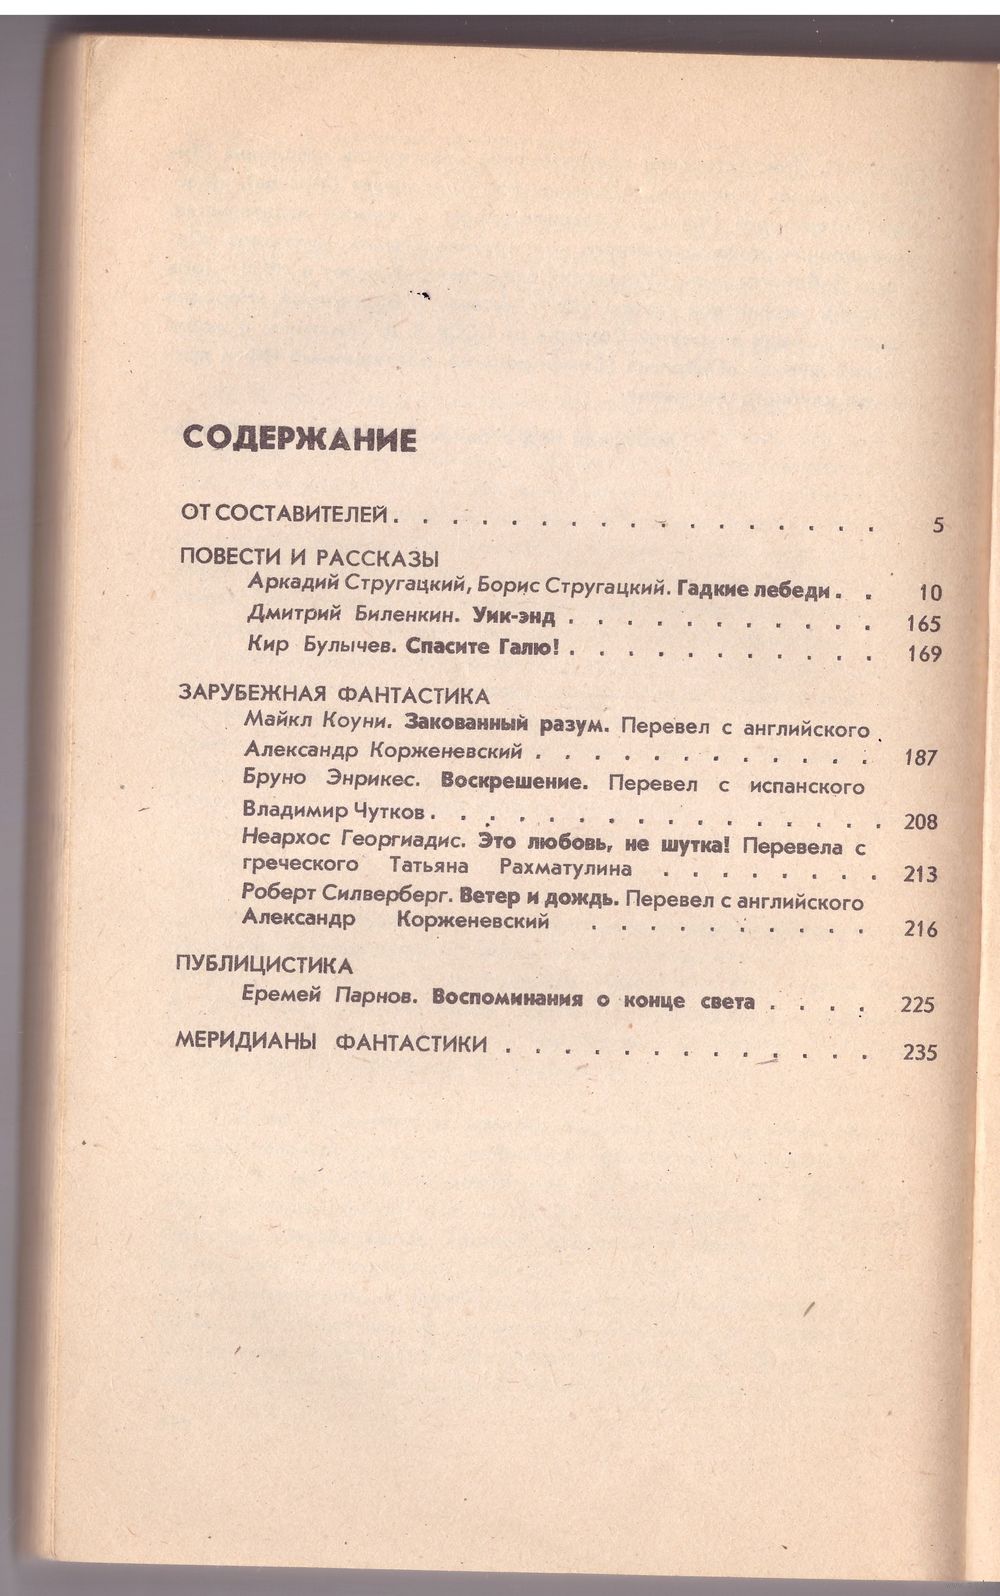 СОДЕРЖАНИЕ
ОТ СОСТАВИТЕЛЕЙ . . . . . . . . . . . . . . . . . 5
ПОВЕСТИ И РАССКАЗЫ
Аркадий Стругацкий, Борис Стругацкий. Гадкие лебеди . . 10
Дмитрий Биленкин. Уик-энд . . . . . . . . . . . 165
Кир Булычев. Спасите Галю! . . . . . . . . . . . 169
ЗАРУБЕЖНАЯ ФАНТАСТИКА
Майкл Коуни. Закованный разум. Перевел с английского
Александр Корженевский . . . . . . . . . . . . 187
Бруно Энрикес. Воскрешение. Перевел с испанского
Владимир Чутков . . . . . . . . . . . . . . . . 208
Неархос Георгиадис. Это любовь, не шутка! Перевела с
греческого Татьяна Рахматулина . . . . . . . . 213
Роберт Силверберг. Ветер и дождь. Перевел с английского
Александр Корженевский . . . . . . . . . . 216
ПУБЛИЦИСТИКА
Еремей Парнов. Воспоминания о конце света . . . . 225
МЕРИДИАНЫ ФАНТАСТИКИ . . . . . . . . . . . . . 235